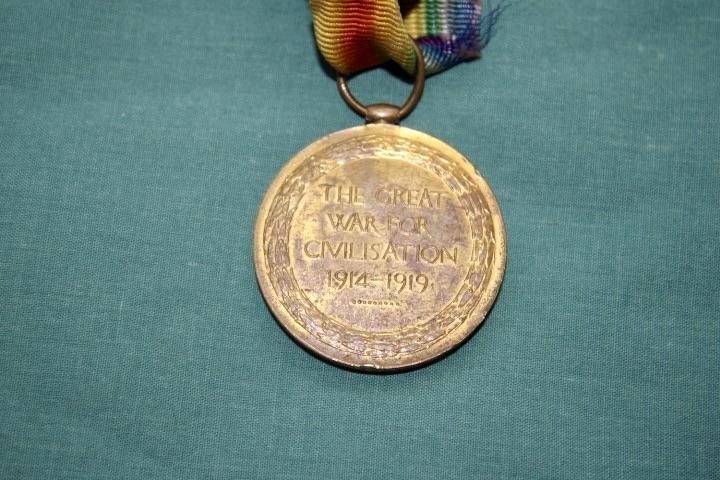 THE GREAT
WAR FOR
CIVILISATION
1914-1919